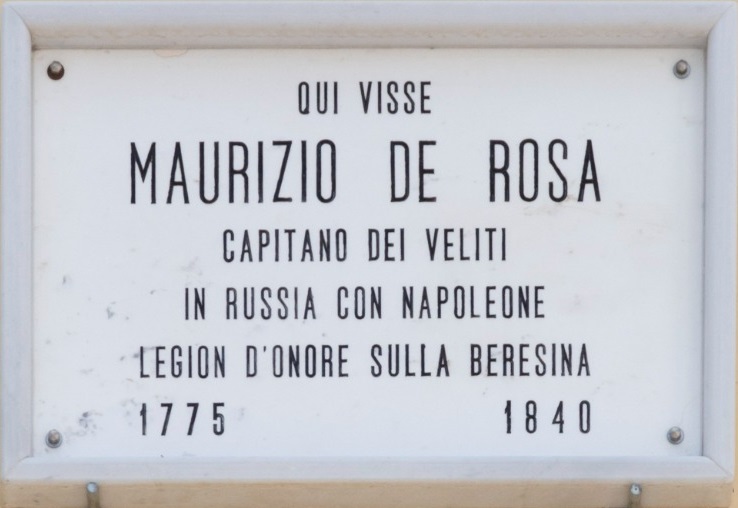 QUI VISSE
MAURIZIO DE ROSA
CAPITANO DEI VELITI
IN RUSSIA CON NAPOLEONE
LEGION D'ONORE SULLA BERESINA
1775 1840